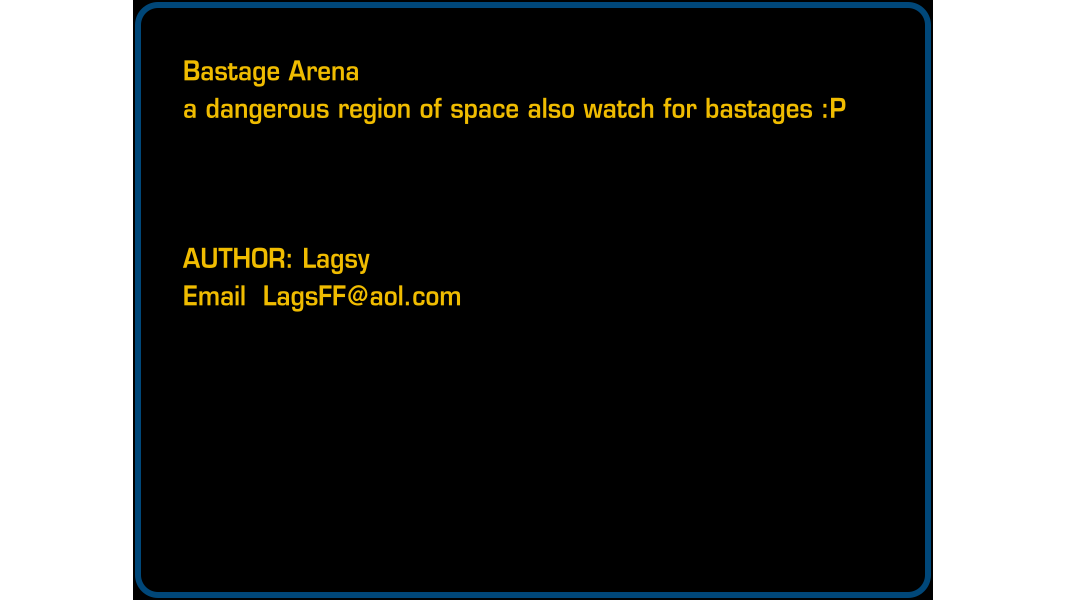 Bastage Arena
a dangerous region of space also watch for bastages :P
AUTHOR: Lagsy
Email  LagsFF@aol.com